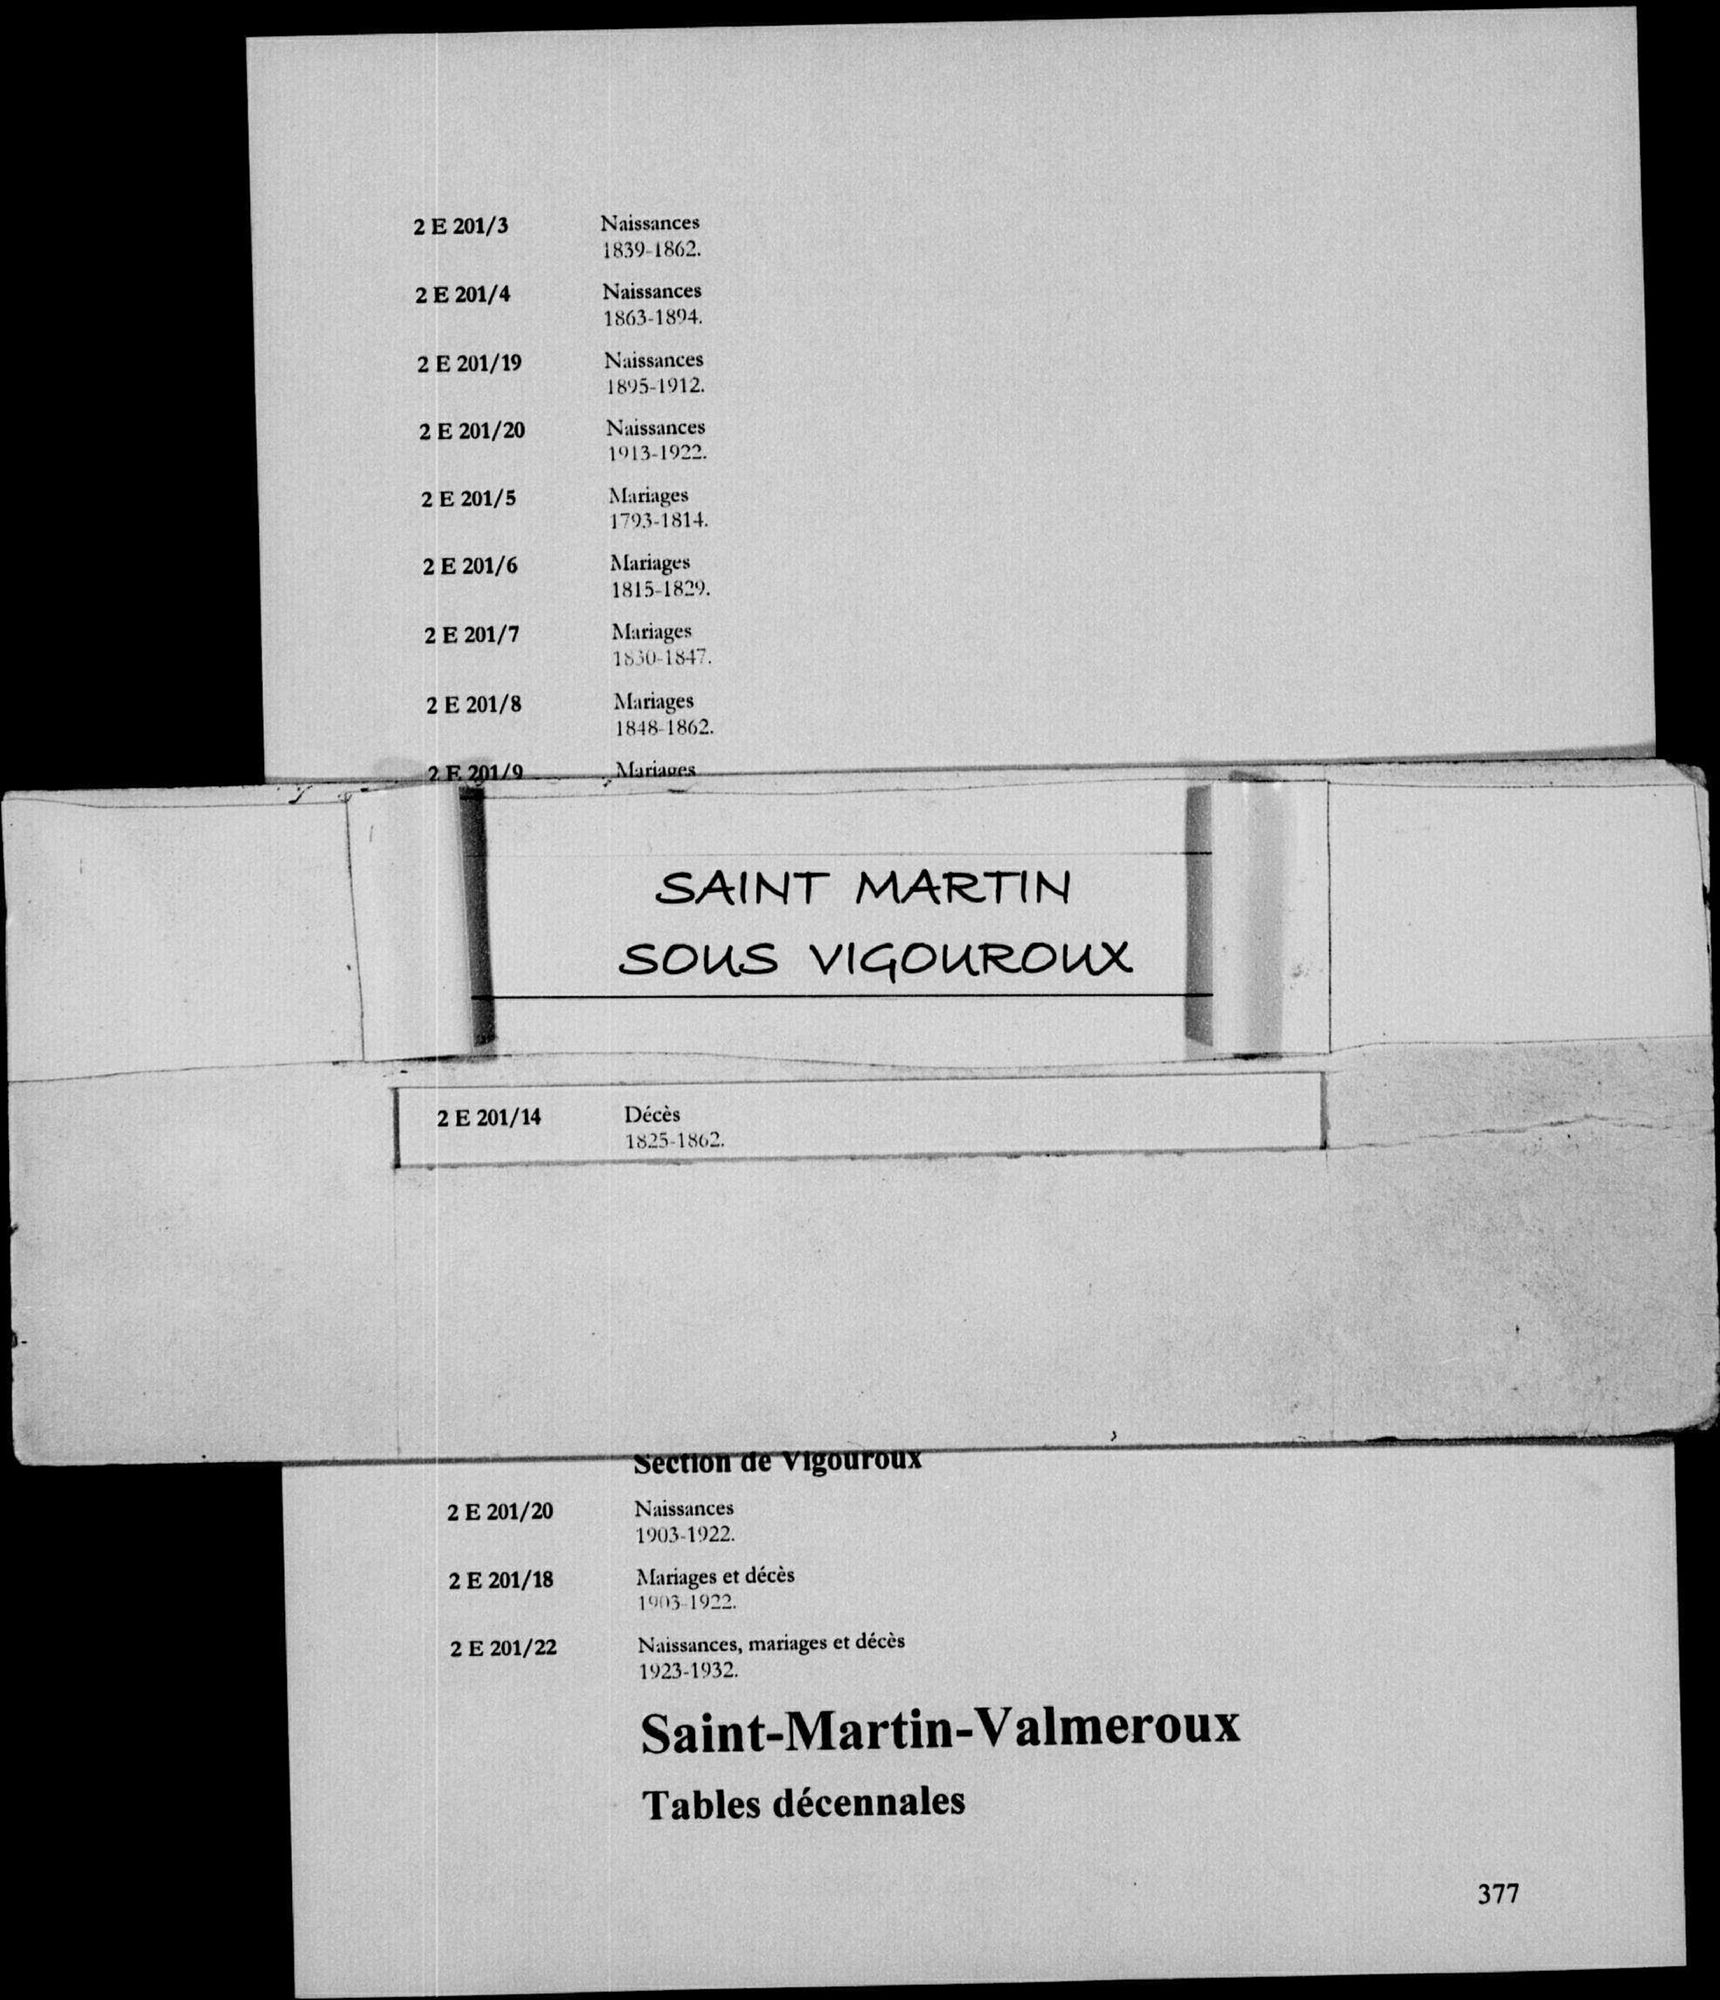 2 E 201/3 Naissances
1839-1862.
2 E 201/4 Naissances
1863-1894.
2 E 201/19 Naissances
1895-1912.
2 E 201/20 Naissances
1913-1922.
2 E 201/5 Mariages
1793-1814.
2 E 201/6 Mariages
1815-1829.
2 E 201/7 Mariages
1830-1847.
2 E 201/8 Mariages
1848-1862.
2 E 201/9 Mariages
SAINT MARTIN
SOUS VIGOUROUX
2 E 201/14 Décès
1825-1862.
Section de Vigouroux
2 E 201/20 Naissances
1903-1922.
2 E 201/18 Mariages et décès
1903-1922.
2 E 201/22 Naissances, mariages et décès
1923-1932.
Saint-Martin-Valmeroux
Tables décennales
377